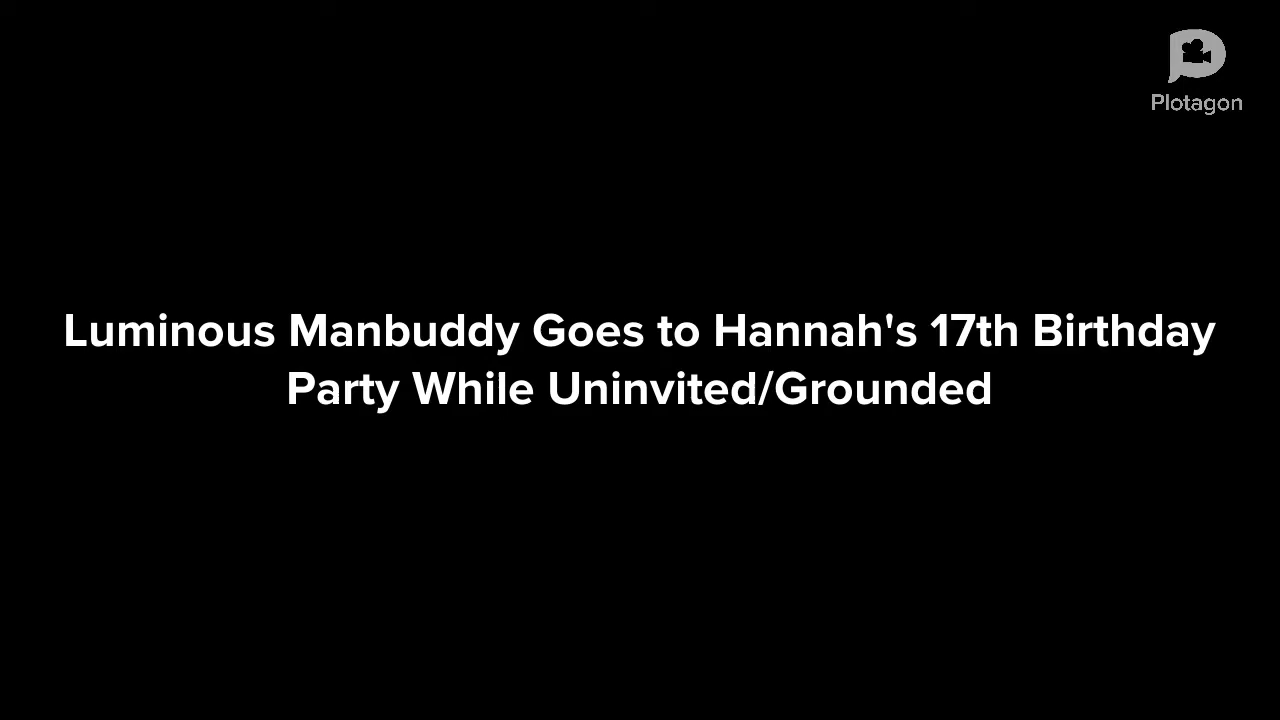 Plotagon
Luminous Manbuddy Goes to Hannah's 17th Birthday
Party While Uninvited/Grounded